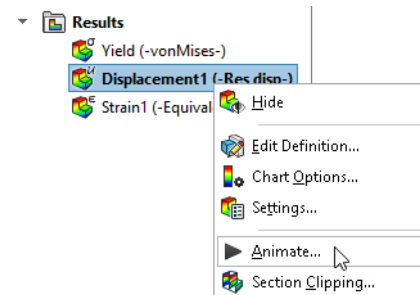 Results
Yield (-vonMises-)
Displacement1 (-Res disp-)
Strain1 (-Equival
Hide
Edit Definition...
Chart Options...
Settings...
Animate...
Section Clipping...